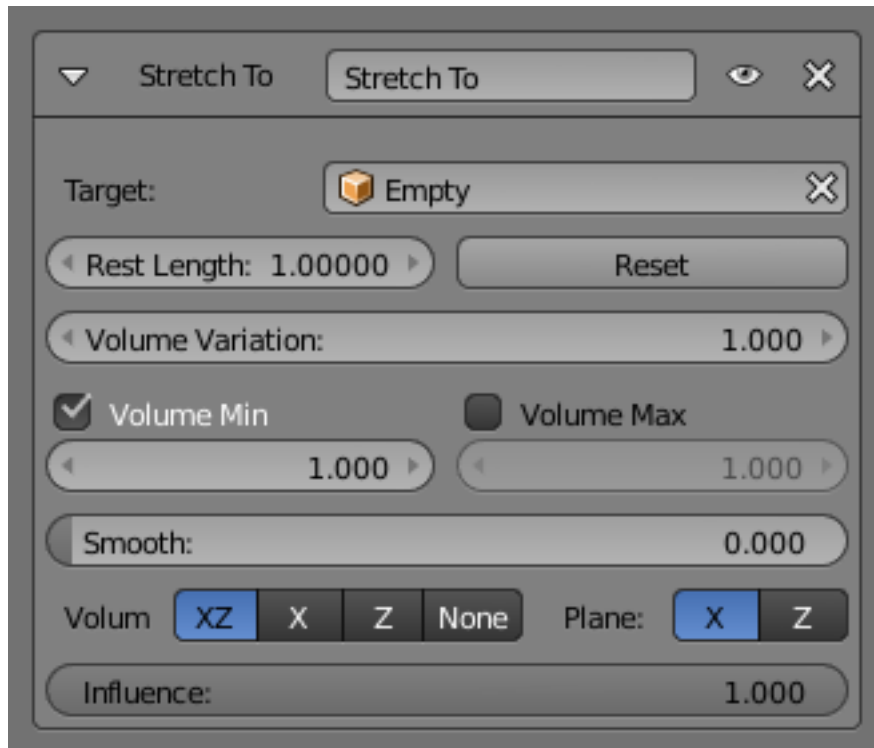 Stretch To Stretch To
Target: Empty
Rest Length: 1.00000 Reset
Volume Variation: 1.000
Volume Min Volume Max
1.000 1.000
Smooth: 0.000
Volum XZ X Z None Plane: X Z
Influence: 1.000